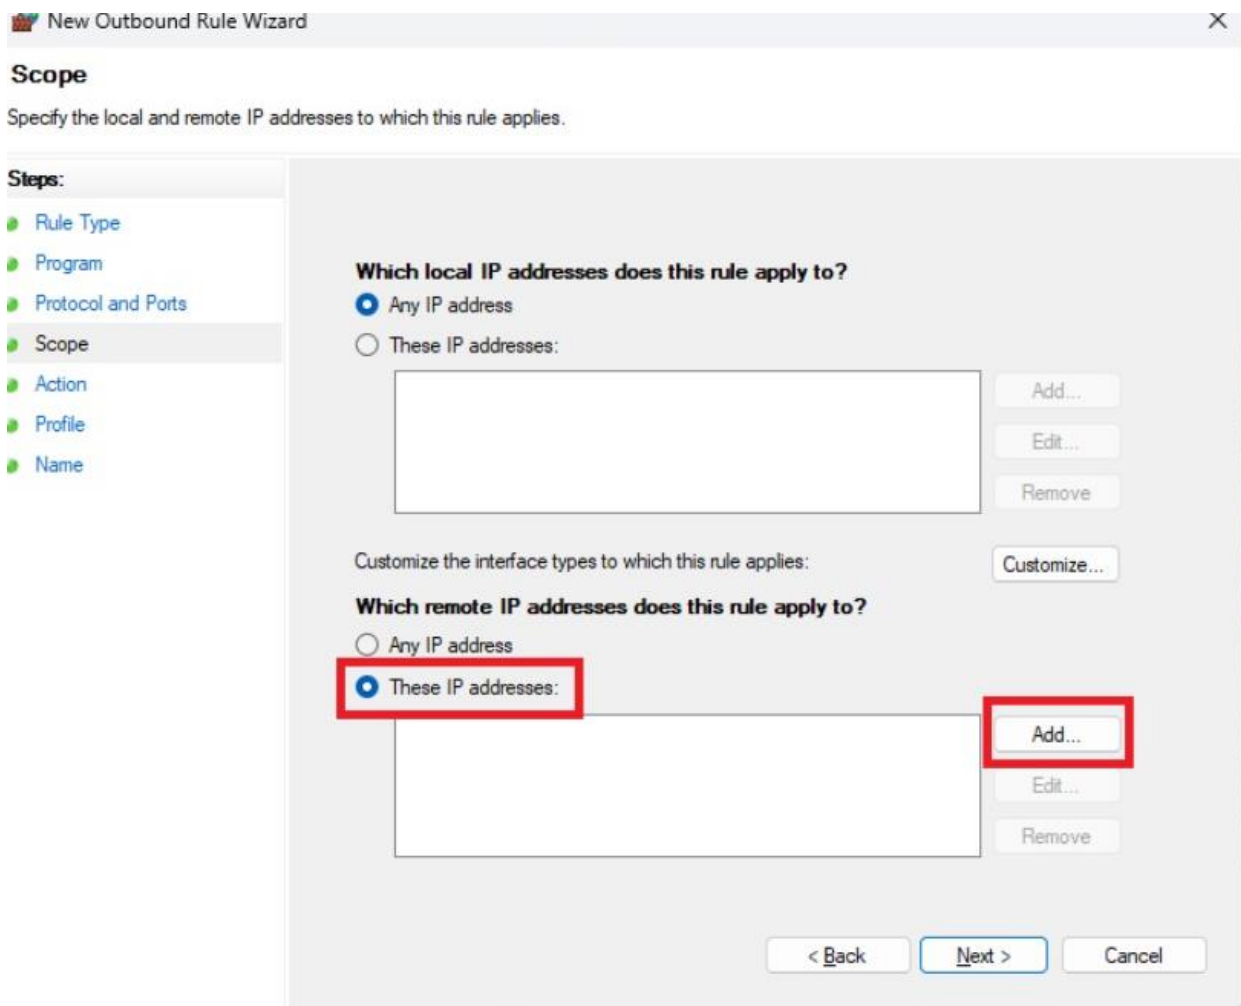 New Outbound Rule Wizard
Scope
Specify the local and remote IP addresses to which this rule applies.
Steps:
Rule Type
Program
Protocol and Ports
Scope
Action
Profile
Name
Which local IP addresses does this rule apply to?
Any IP address
These IP addresses:
Add...
Edit...
Remove
Customize the interface types to which this rule applies:
Customize...
Which remote IP addresses does this rule apply to?
Any IP address
These IP addresses:
Add...
Edit...
Remove
< Back
Next >
Cancel